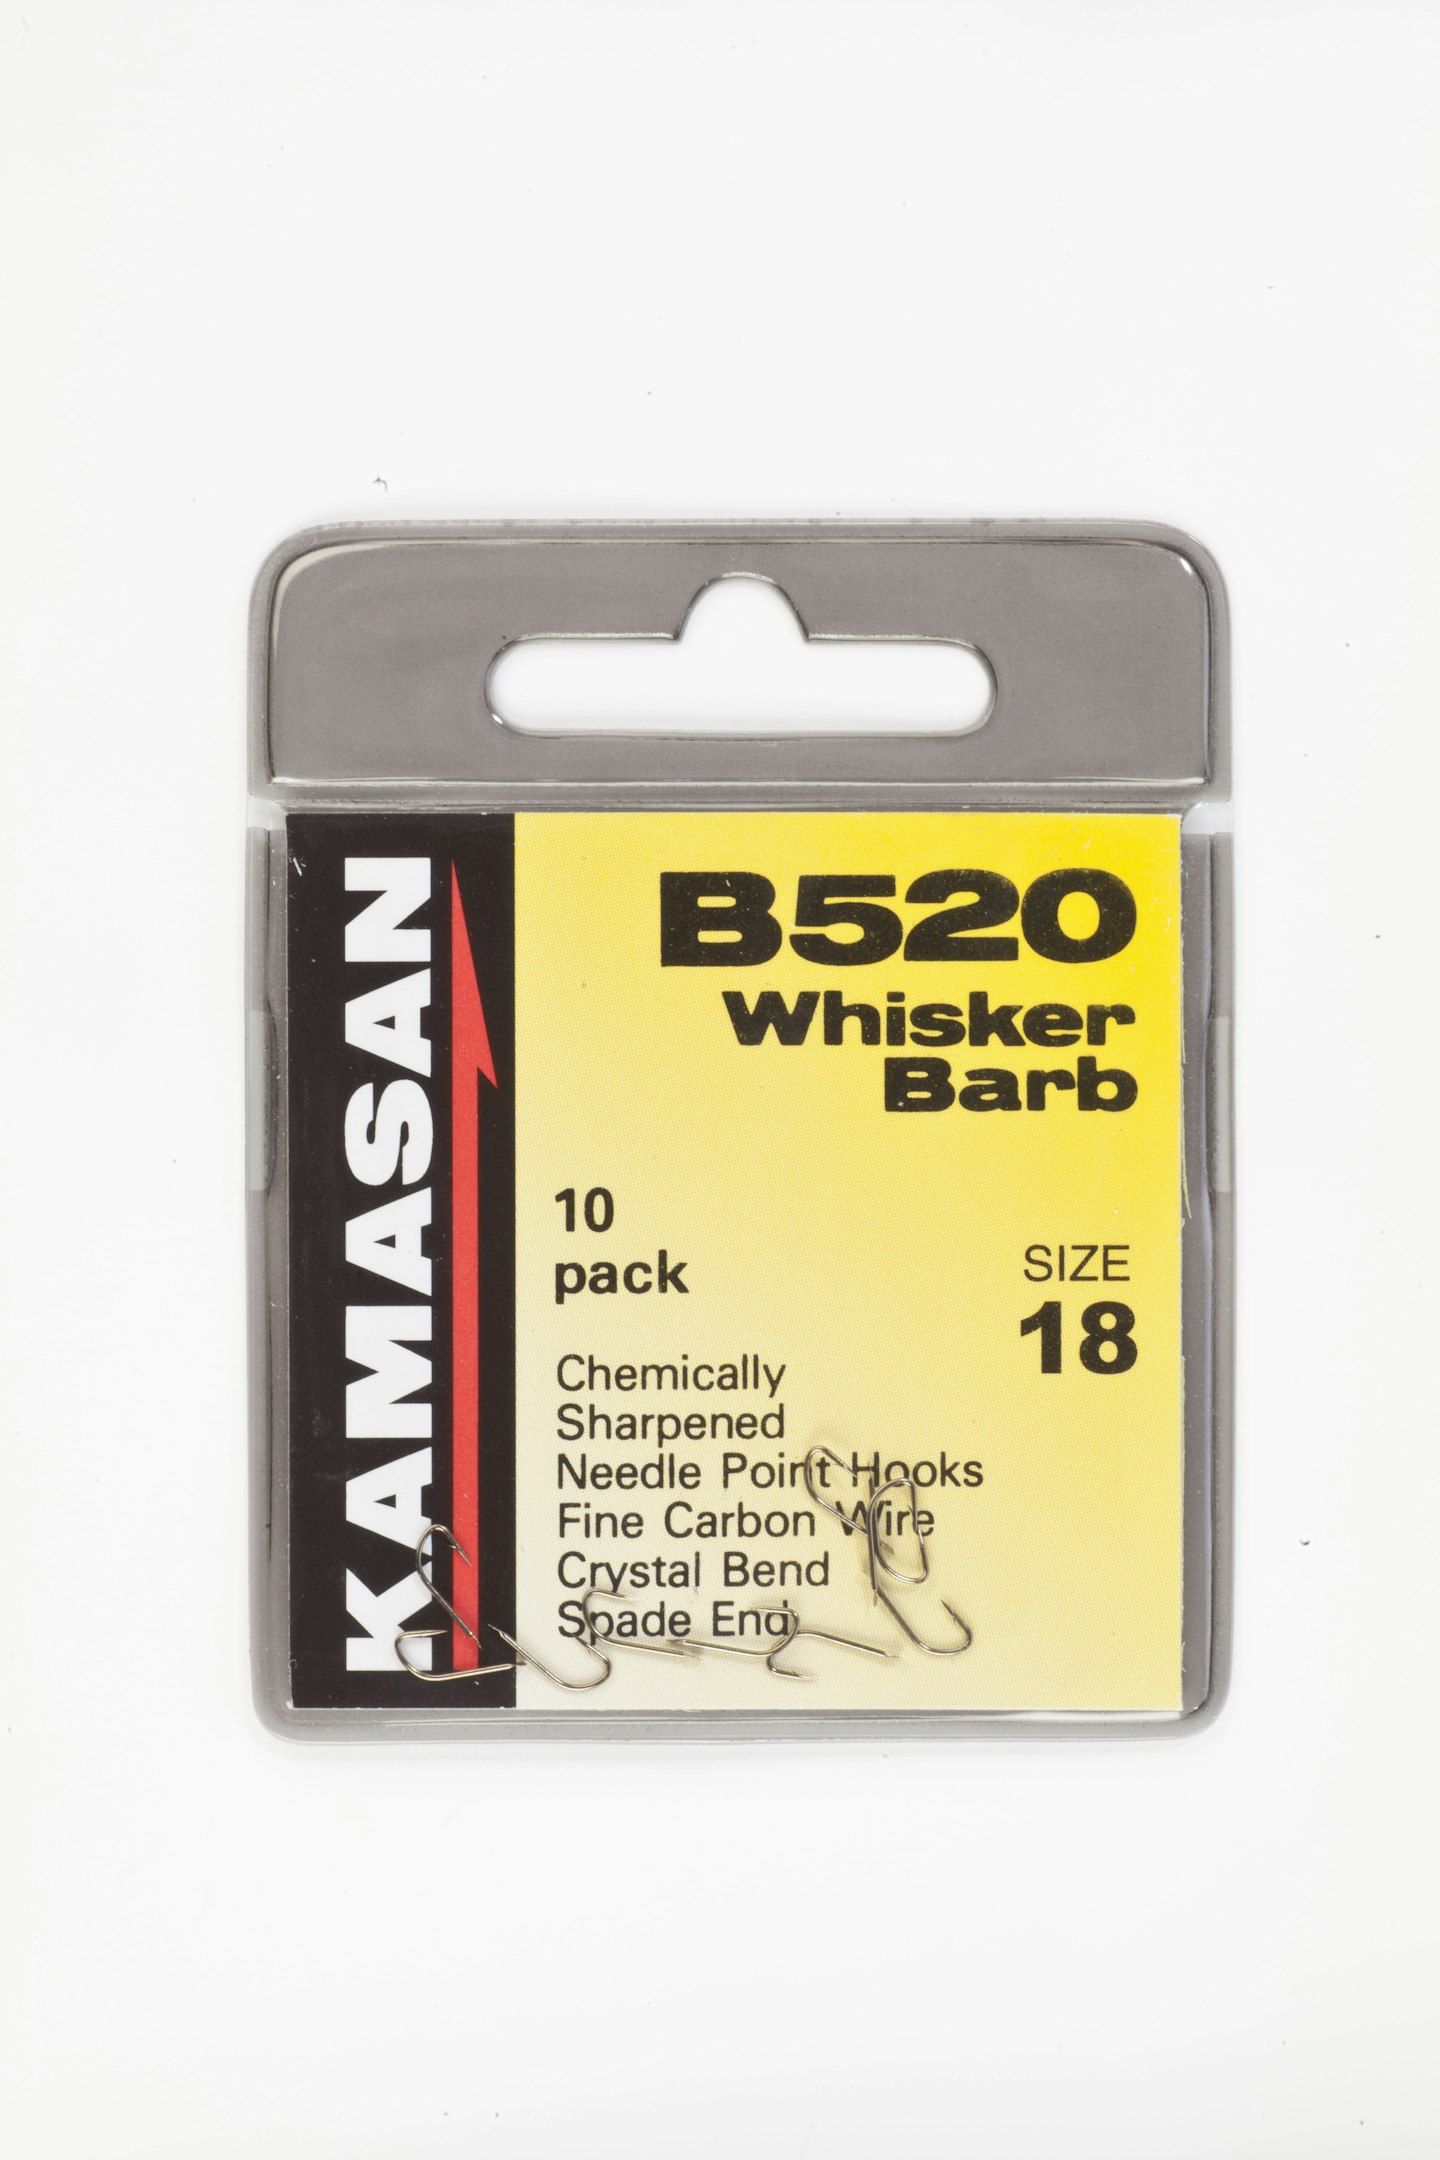 KAMASAN
B520
Whisker
Barb
10
pack
SIZE
18
Chemically
Sharpened
Needle Point Hooks
Fine Carbon Wire
Crystal Bend
Spade End